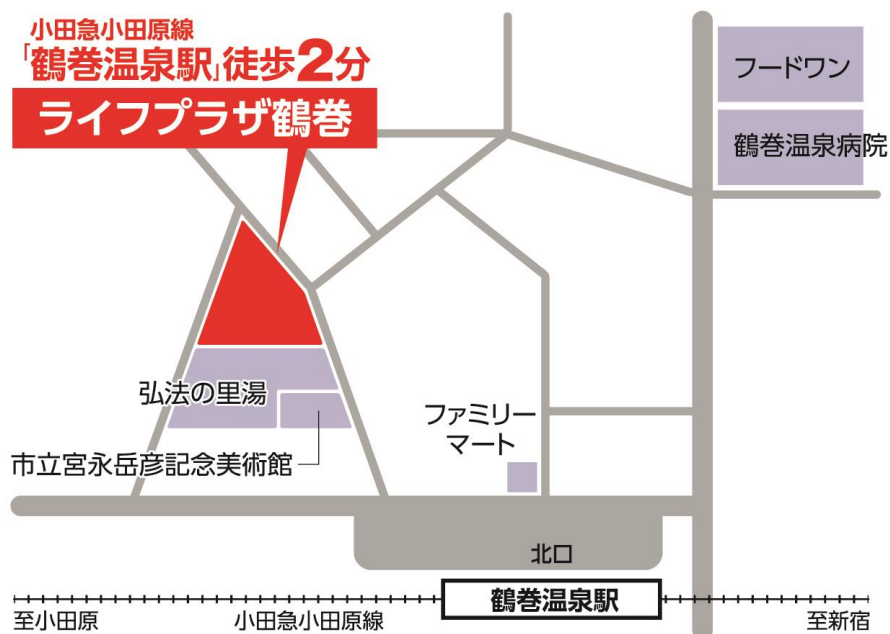 小田急小田原線
「鶴巻温泉駅」徒歩2分
ライフプラザ鶴巻
フードワン
鶴巻温泉病院
弘法の里湯
市立宮永岳彦記念美術館
ファミリー
マート
北口
鶴巻温泉駅
至小田原
小田急小田原線
至新宿